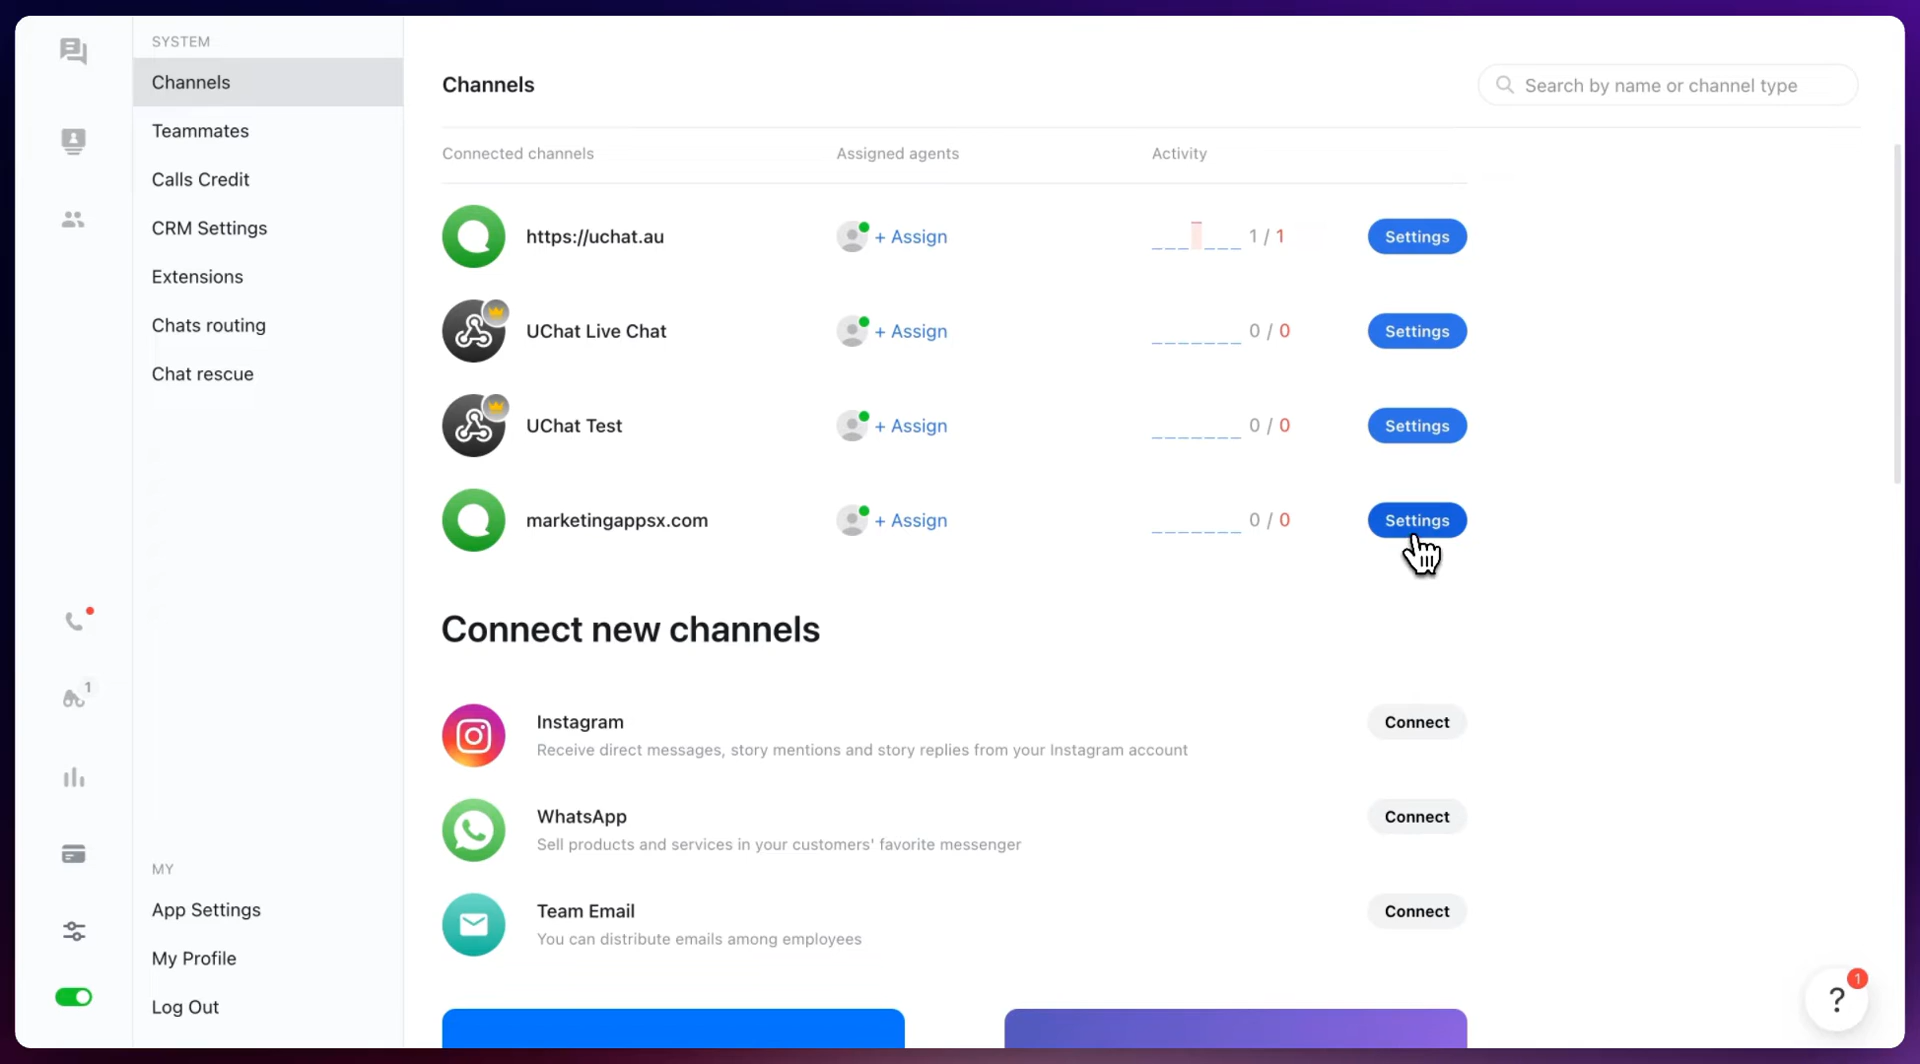 SYSTEM
Channels
Teammates
Calls Credit
CRM Settings
Extensions
Chats routing
Chat rescue
1
MY
App Settings
My Profile
Log Out
Channels
Search by name or channel type
Connected channels Assigned agents Activity
https://uchat.au + Assign 1 / 1 Settings
UChat Live Chat + Assign 0 / 0 Settings
UChat Test + Assign 0 / 0 Settings
marketingappsx.com + Assign 0 / 0 Settings
Connect new channels
Instagram Connect
Receive direct messages, story mentions and story replies from your Instagram account
WhatsApp Connect
Sell products and services in your customers' favorite messenger
Team Email Connect
You can distribute emails among employees
? 1